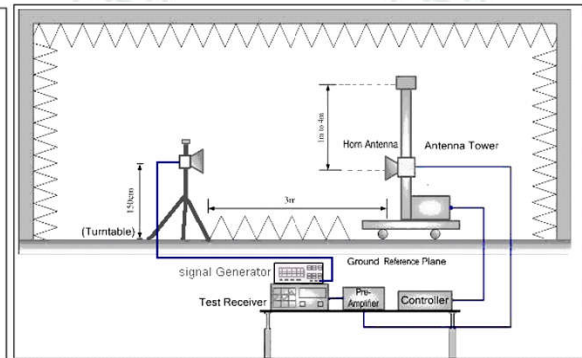 1m to 4m
Horn Antenna
Antenna Tower
150cm
3m
(Turntable)
Ground Reference Plane
signal Generator
Test Receiver
Pre-
Amplifier
Controller